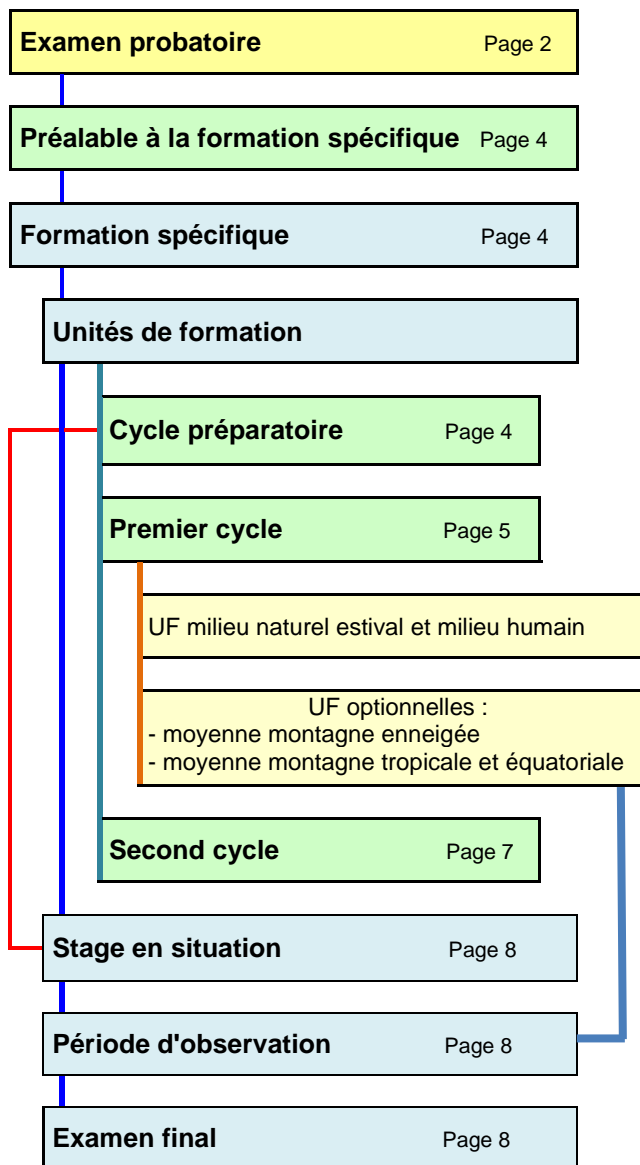 Examen probatoire Page 2
Préalable à la formation spécifique Page 4
Formation spécifique Page 4
Unités de formation
Cycle préparatoire Page 4
Premier cycle Page 5
UF milieu naturel estival et milieu humain
UF optionnelles :
- moyenne montagne enneigée
- moyenne montagne tropicale et équatoriale
Second cycle Page 7
Stage en situation Page 8
Période d'observation Page 8
Examen final Page 8